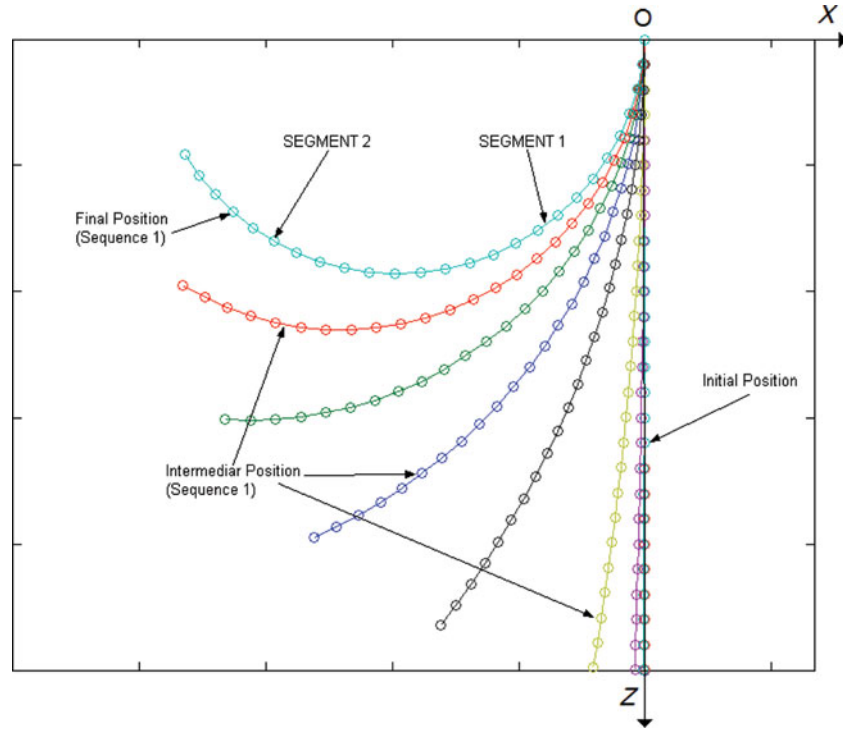 O
X
SEGMENT 2
SEGMENT 1
Final Position
(Sequence 1)
Initial Position
Intermediar Position
(Sequence 1)
Z